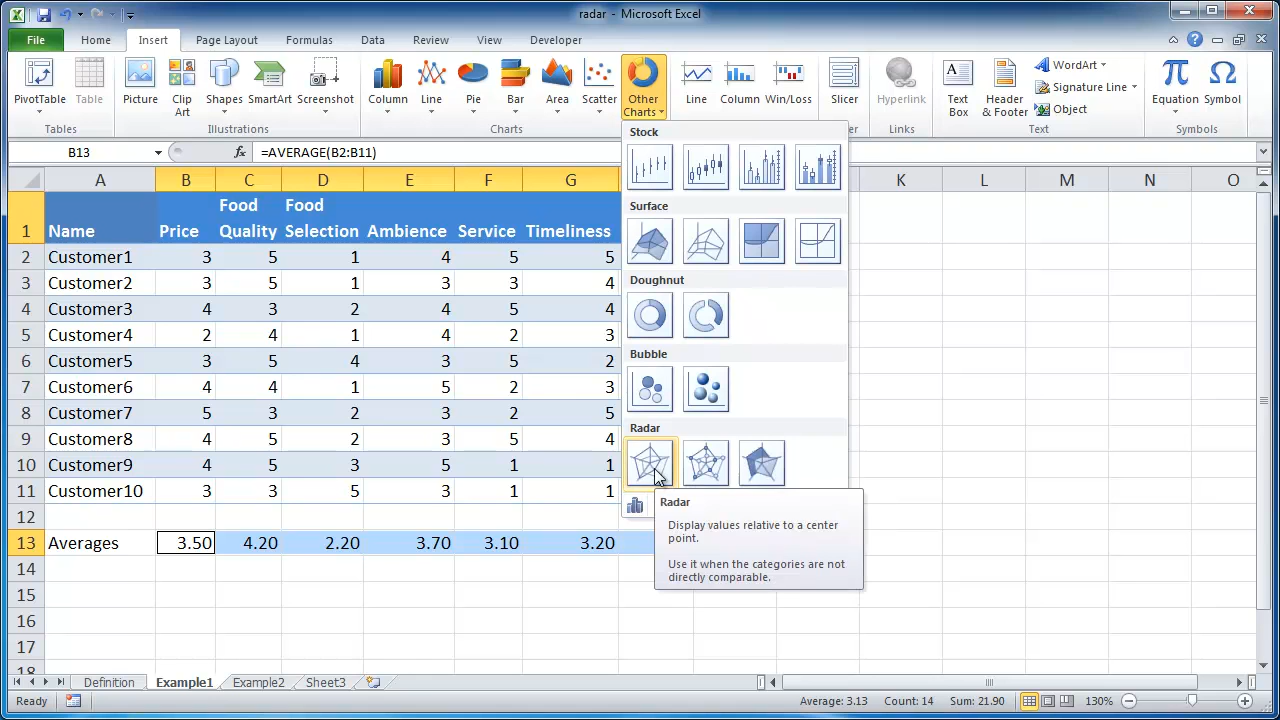 radar - Microsoft Excel
File Home Insert Page Layout Formulas Data Review View Developer
PivotTable Table Picture Clip Art Shapes SmartArt Screenshot Column Line Pie Bar Area Scatter Other Charts Line Column Win/Loss Slicer Hyperlink Text Box Header & Footer WordArt Signature Line Object Equation Symbol
Tables Illustrations Charts er Links Text Symbols
B13 fx =AVERAGE(B2:B11)
A B C D E F G K L M N O
1 Name Price Food Quality Food Selection Ambience Service Timeliness
2 Customer1 3 5 1 4 5 5
3 Customer2 3 5 1 3 3 4
4 Customer3 4 3 2 4 5 4
5 Customer4 2 4 1 4 2 3
6 Customer5 3 5 4 3 5 2
7 Customer6 4 4 1 5 2 3
8 Customer7 5 3 2 3 2 5
9 Customer8 4 5 2 3 5 4
10 Customer9 4 5 3 5 1 1
11 Customer10 3 3 5 3 1 1
12
13 Averages 3.50 4.20 2.20 3.70 3.10 3.20
14
15
16
17
18
Stock
Surface
Doughnut
Bubble
Radar
Radar
Display values relative to a center
point.
Use it when the categories are not
directly comparable.
Definition Example1 Example2 Sheet3
Ready Average: 3.13 Count: 14 Sum: 21.90 130%